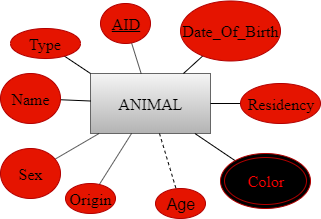 AID
Date_Of_Birth
Type
Name
ANIMAL
Residency
Sex
Color
Origin
Age